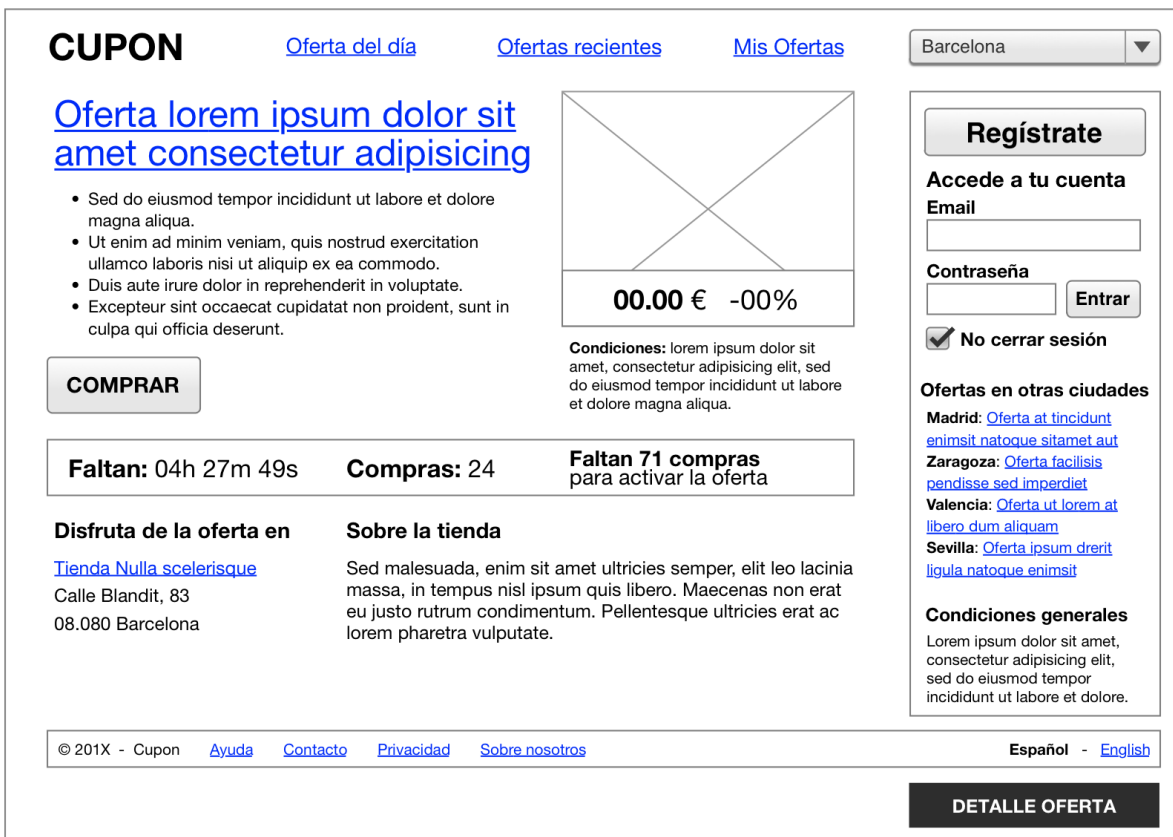 CUPON
Oferta del día
Ofertas recientes
Mis Ofertas
Barcelona
Oferta lorem ipsum dolor sit
amet consectetur adipisicing
• Sed do eiusmod tempor incididunt ut labore et dolore
magna aliqua.
• Ut enim ad minim veniam, quis nostrud exercitation
ullamco laboris nisi ut aliquip ex ea commodo.
• Duis aute irure dolor in reprehenderit in voluptate.
• Excepteur sint occaecat cupidatat non proident, sunt in
culpa qui officia deserunt.
COMPRAR
00.00 € -00%
Condiciones: lorem ipsum dolor sit
amet, consectetur adipisicing elit, sed
do eiusmod tempor incididunt ut labore
et dolore magna aliqua.
Faltan: 04h 27m 49s
Compras: 24
Faltan 71 compras
para activar la oferta
Disfruta de la oferta en
Tienda Nulla scelerisque
Calle Blandit, 83
08.080 Barcelona
Sobre la tienda
Sed malesuada, enim sit amet ultricies semper, elit leo lacinia
massa, in tempus nisl ipsum quis libero. Maecenas non erat
eu justo rutrum condimentum. Pellentesque ultricies erat ac
lorem pharetra vulputate.
Regístrate
Accede a tu cuenta
Email
Contraseña
Entrar
No cerrar sesión
Ofertas en otras ciudades
Madrid: Oferta at tincidunt
enimsit natoque sitamet aut
Zaragoza: Oferta facilisis
pendisse sed imperdiet
Valencia: Oferta ut lorem at
libero dum aliquam
Sevilla: Oferta ipsum drerit
ligula natoque enimsit
Condiciones generales
Lorem ipsum dolor sit amet,
consectetur adipisicing elit,
sed do eiusmod tempor
incididunt ut labore et dolore.
© 201X - Cupon
Ayuda
Contacto
Privacidad
Sobre nosotros
Español - English
DETALLE OFERTA